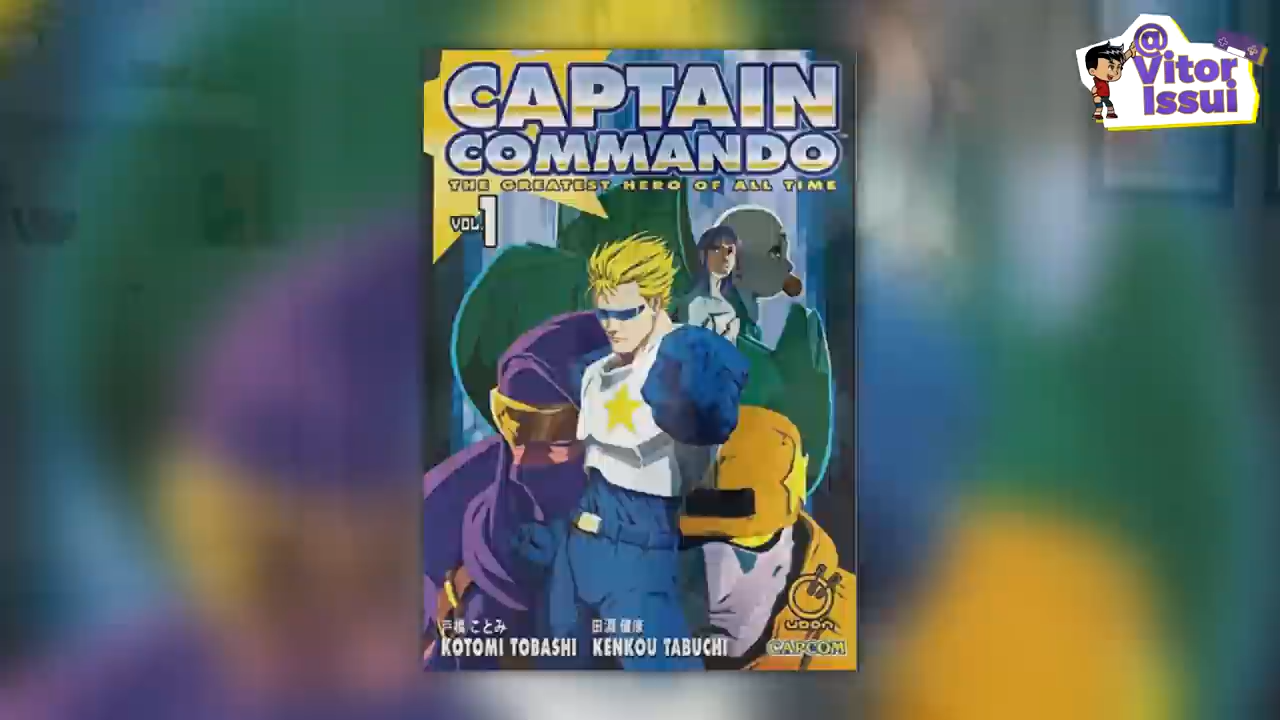 @
Vitor
Issui
CAPTAIN
COMMANDO
THE GREATEST HERO OF ALL TIME
VOL.1
戸橋 ことみ
KOTOMI TOBASHI
田淵 健康
KENKOU TABUCHI
UDON
CAPCOM